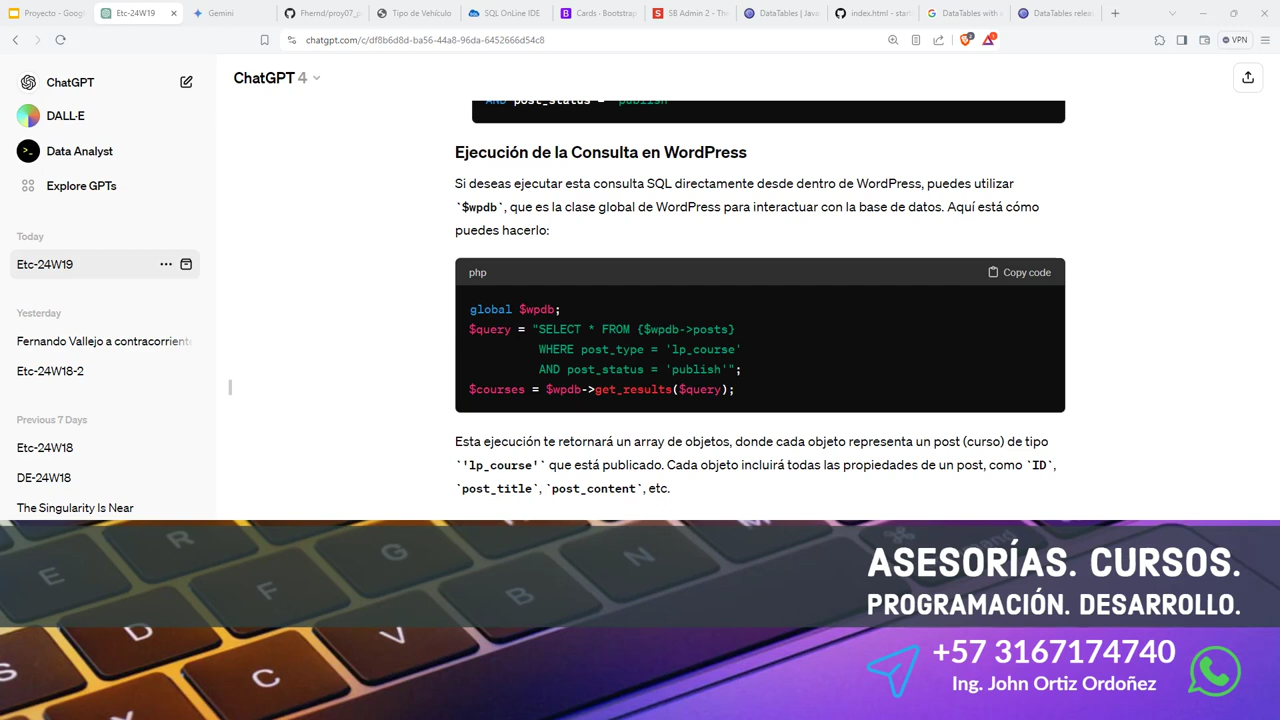 Proyecto - Goog
Etc-24W19
Gemini
Fhernd/proy07_p
Tipo de Vehículo
SQL OnLine IDE
Cards · Bootstrap
SB Admin 2 - The
DataTables | Java
index.html - star
DataTables with
DataTables relea
chatgpt.com/c/df8b6d8d-ba56-44a8-96da-6452666d54c8
VPN
ChatGPT
DALL·E
Data Analyst
Explore GPTs
Today
Etc-24W19
Yesterday
Fernando Vallejo a contracorriente
Etc-24W18-2
Previous 7 Days
Etc-24W18
DE-24W18
The Singularity Is Near
ChatGPT 4
AND post_status = 'publish'
Ejecución de la Consulta en WordPress
Si deseas ejecutar esta consulta SQL directamente desde dentro de WordPress, puedes utilizar
`$wpdb`, que es la clase global de WordPress para interactuar con la base de datos. Aquí está cómo
puedes hacerlo:
php
Copy code
global $wpdb;
$query = "SELECT * FROM {$wpdb->posts}
WHERE post_type = 'lp_course'
AND post_status = 'publish'";
$courses = $wpdb->get_results($query);
Esta ejecución te retornará un array de objetos, donde cada objeto representa un post (curso) de tipo
`'lp_course'` que está publicado. Cada objeto incluirá todas las propiedades de un post, como `ID`,
`post_title`, `post_content`, etc.
ASESORÍAS. CURSOS.
PROGRAMACIÓN. DESARROLLO.
+57 3167174740
Ing. John Ortiz Ordoñez